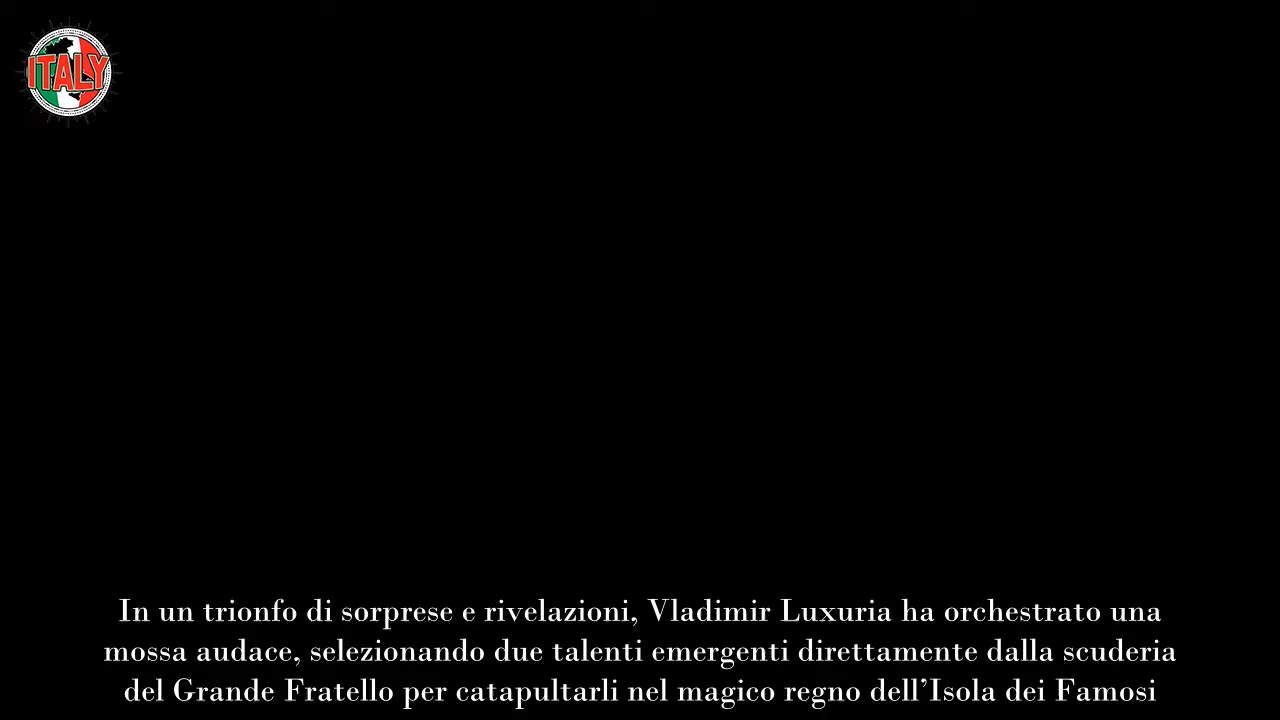 ITALY
In un trionfo di sorprese e rivelazioni, Vladimir Luxuria ha orchestrato una
mossa audace, selezionando due talenti emergenti direttamente dalla scuderia
del Grande Fratello per catapultarli nel magico regno dell’Isola dei Famosi